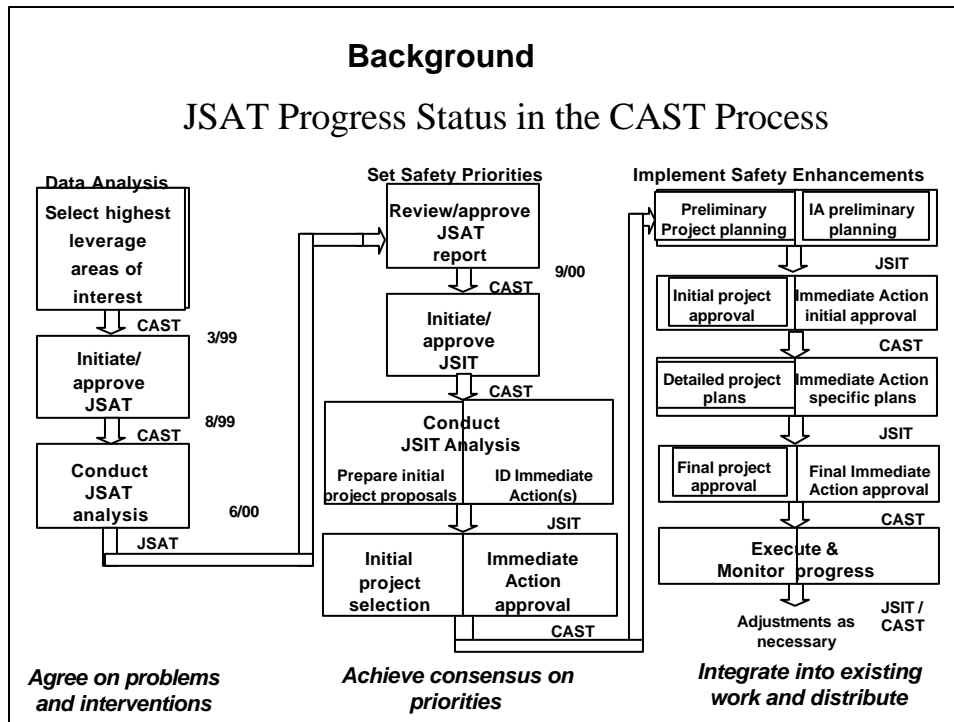 Background
JSAT Progress Status in the CAST Process
Data Analysis
Select highest
leverage
areas of
interest
CAST
3/99
Initiate/
approve
JSAT
CAST
8/99
Conduct
JSAT
analysis
6/00
JSAT
Agree on problems
and interventions
Set Safety Priorities
Review/approve
JSAT
report
9/00
CAST
Initiate/
approve
JSIT
CAST
Conduct
JSIT Analysis
Prepare initial
project proposals
ID Immediate
Action(s)
JSIT
Initial
project
selection
Immediate
Action
approval
CAST
Achieve consensus on
priorities
Implement Safety Enhancements
Preliminary
Project planning
IA preliminary
planning
JSIT
Initial project
approval
Immediate Action
initial approval
CAST
Detailed project
plans
Immediate Action
specific plans
JSIT
Final project
approval
Final Immediate
Action approval
CAST
Execute &
Monitor progress
Adjustments as
necessary
JSIT /
CAST
Integrate into existing
work and distribute